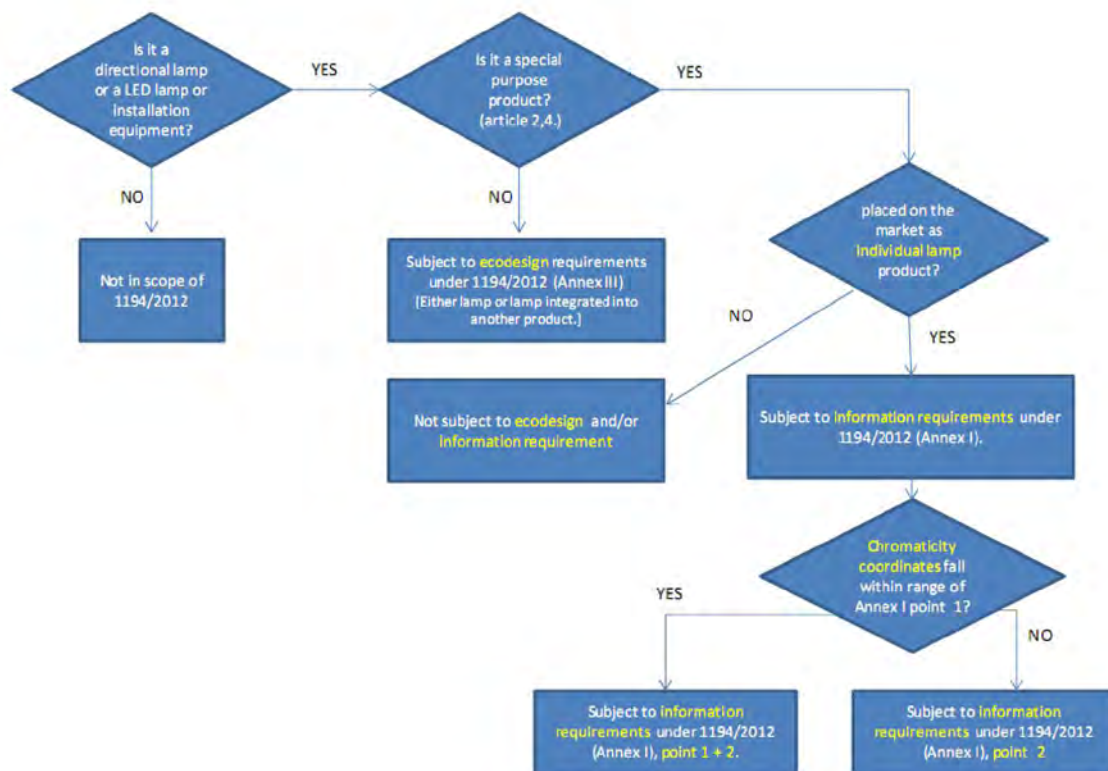 Is it a
directional lamp
or a LED lamp or
installation
equipment?
YES
Is it a special
purpose
product?
(article 2,4.)
YES
NO
NO
placed on the
market as
individual lamp
product?
Not in scope of
1194/2012
Subject to ecodesign requirements
under 1194/2012 (Annex III)
(Either lamp or lamp integrated into
another product.]
NO
YES
Not subject to ecodesign and/or
information requirement
Subject to information requirements under
1194/2012 (Annex I).
Chromaticity
coordinates fall
within range of
Annex I point 1?
YES
NO
Subject to information
requirements under 1194/2012
(Annex I), point 1 + 2.
Subject to information
requirements under 1194/2012
(Annex I), point 2